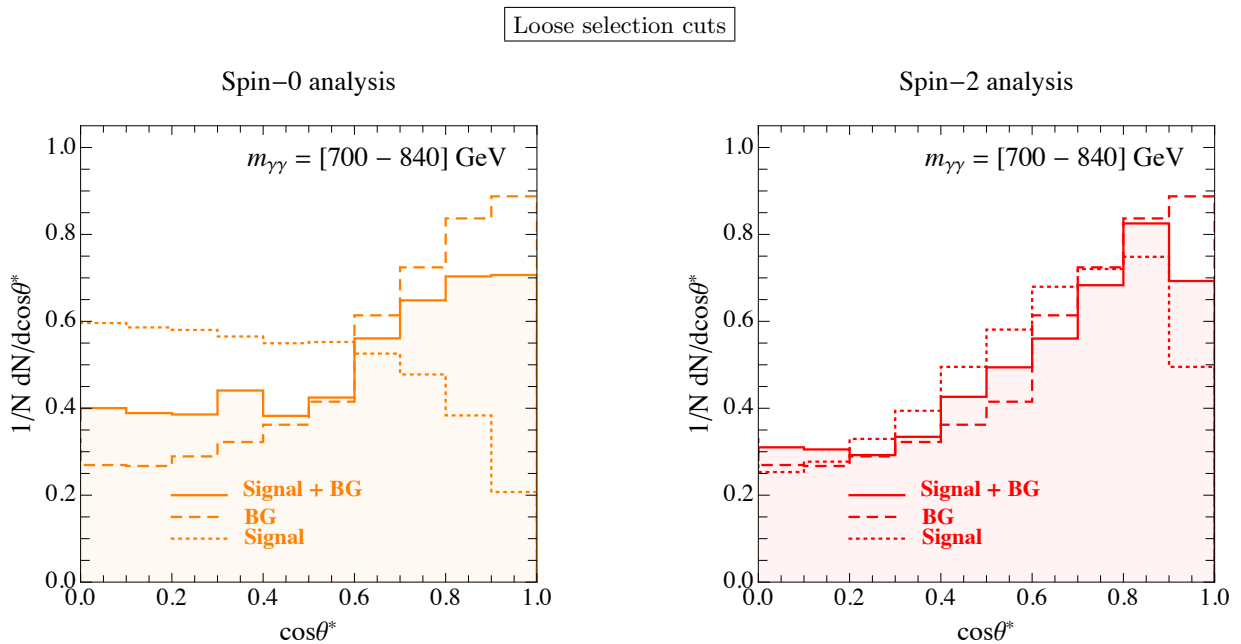 Loose selection cuts
Spin−0 analysis
mγγ = [700 − 840] GeV
1/N dN/dcosθ*
1.0
0.8
0.6
0.4
0.2
0.0
Signal + BG
BG
Signal
0.0 0.2 0.4 0.6 0.8 1.0
cosθ*
Spin−2 analysis
mγγ = [700 − 840] GeV
1/N dN/dcosθ*
1.0
0.8
0.6
0.4
0.2
0.0
Signal + BG
BG
Signal
0.0 0.2 0.4 0.6 0.8 1.0
cosθ*